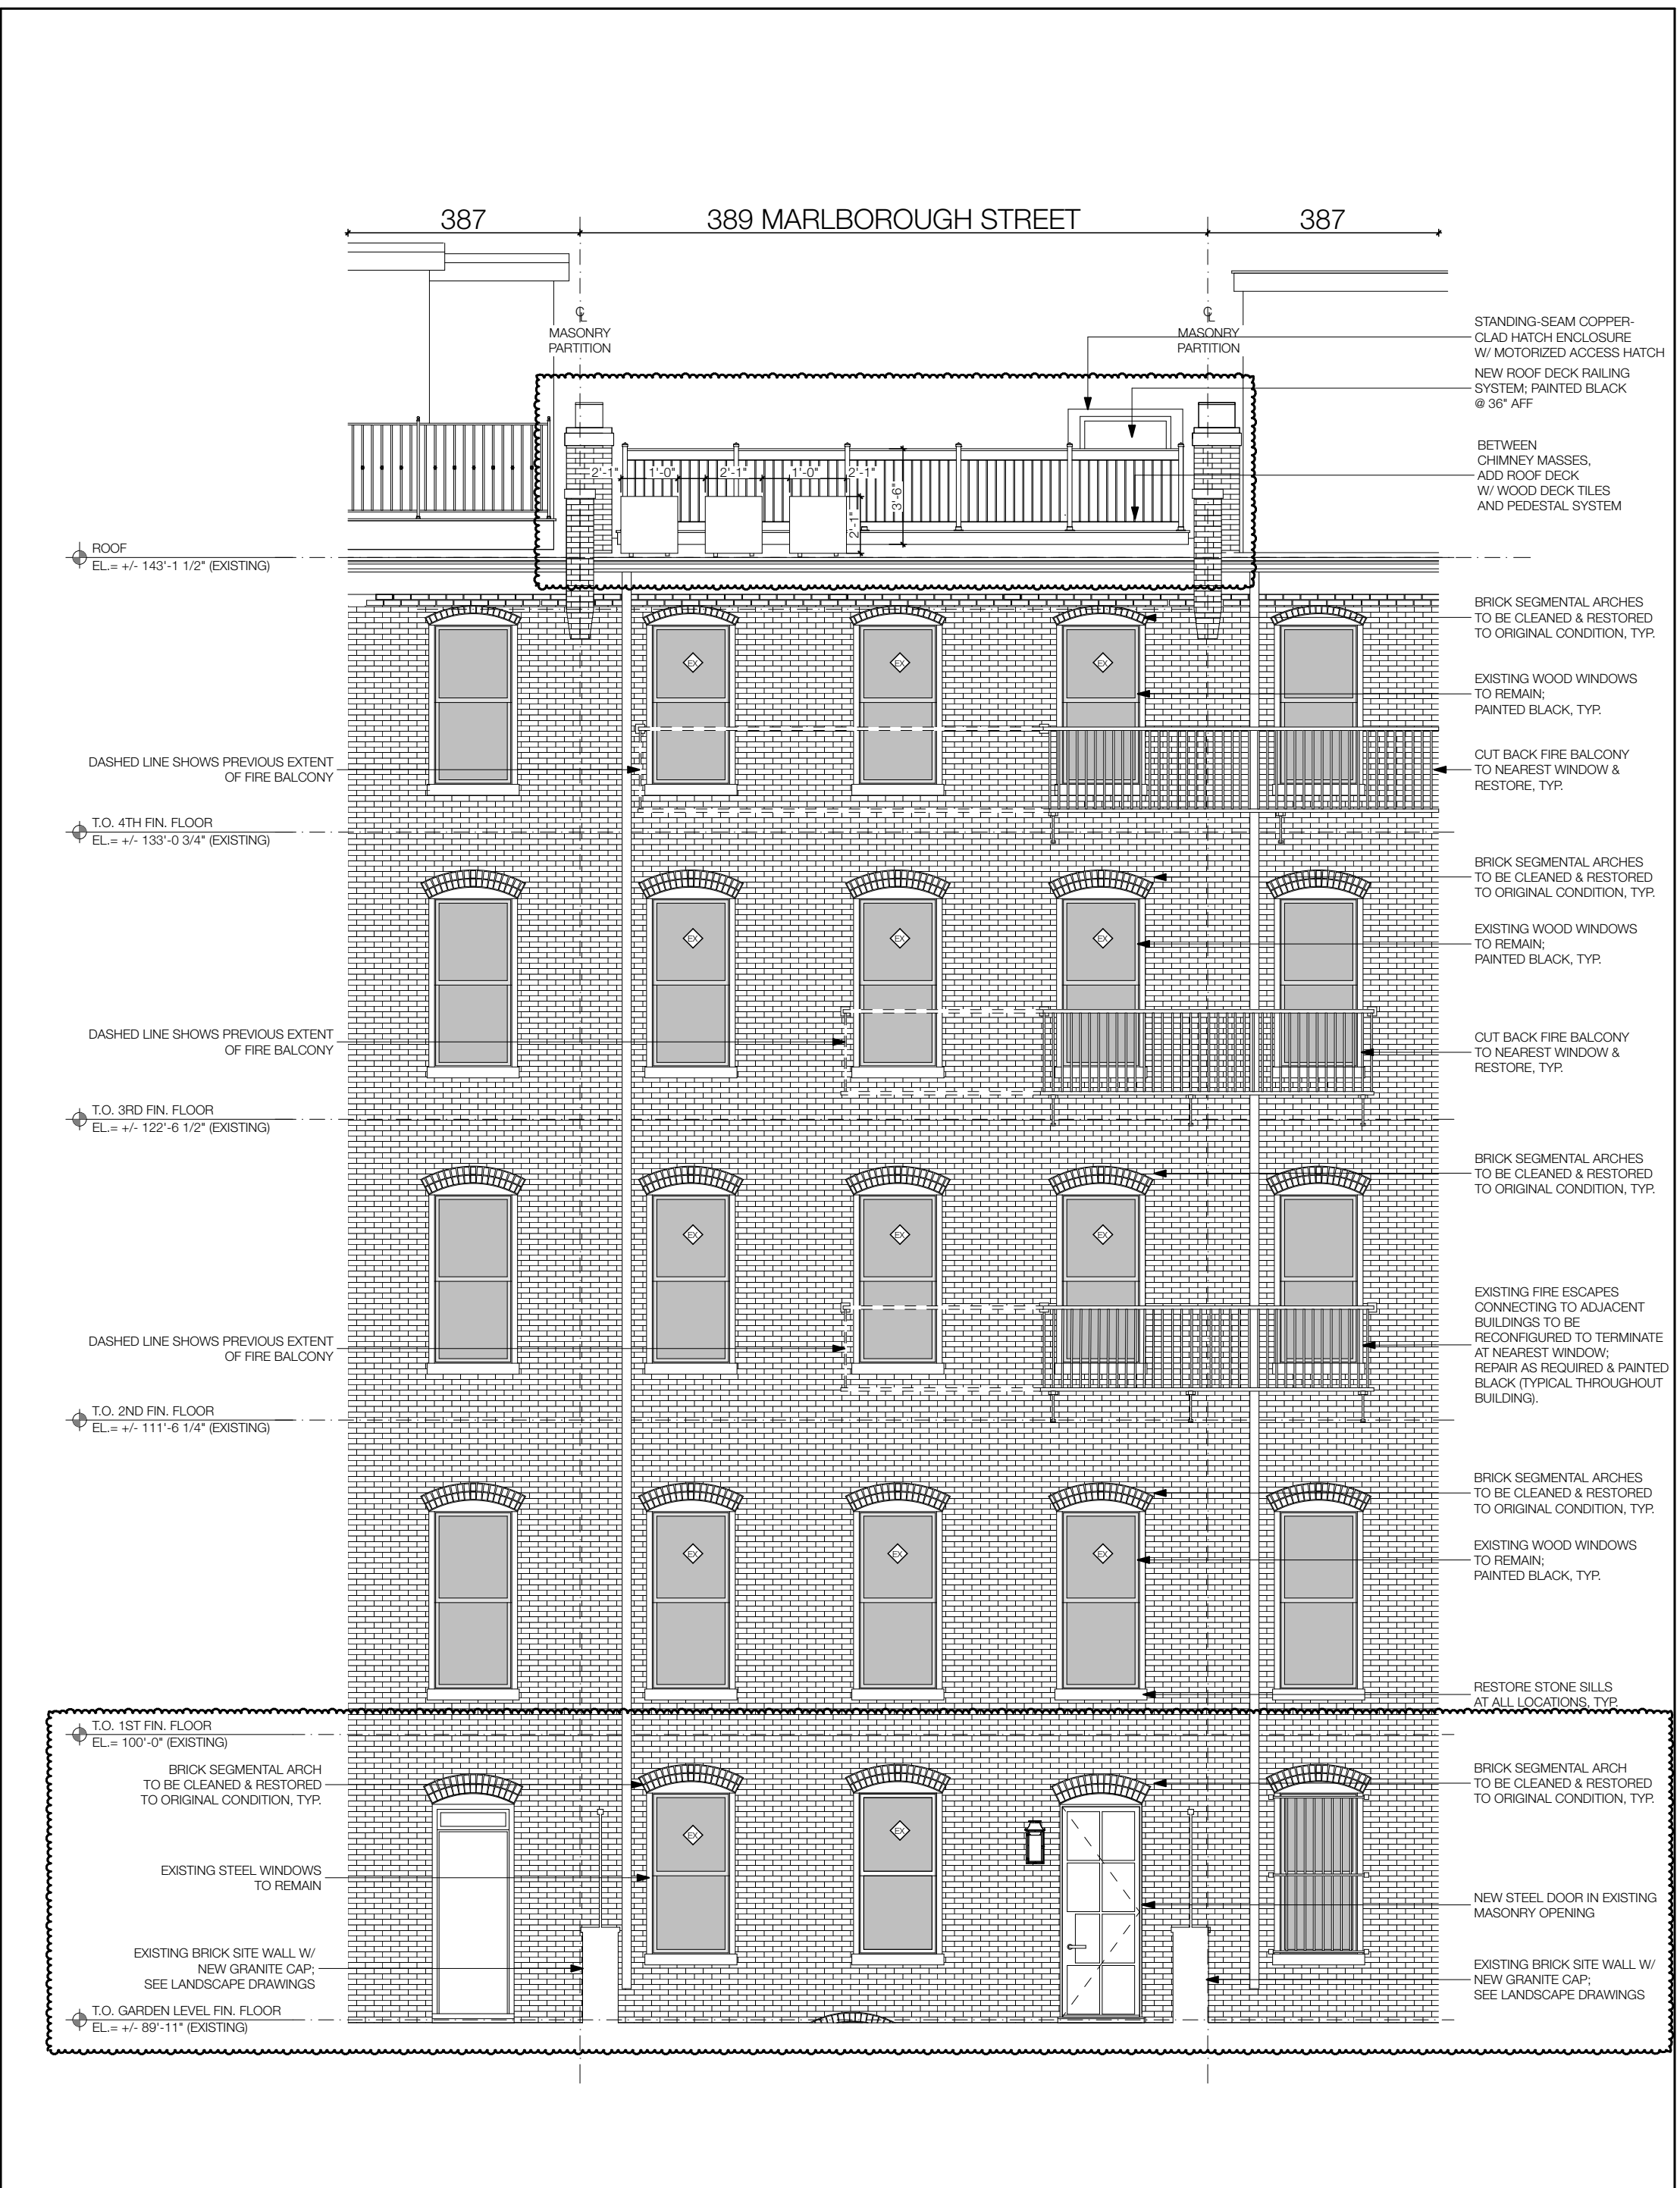 387
389 MARLBOROUGH STREET
387
CL
MASONRY
PARTITION
CL
MASONRY
PARTITION
STANDING-SEAM COPPER-
CLAD HATCH ENCLOSURE
W/ MOTORIZED ACCESS HATCH
NEW ROOF DECK RAILING
SYSTEM; PAINTED BLACK
@ 36" AFF
BETWEEN
CHIMNEY MASSES,
ADD ROOF DECK
W/ WOOD DECK TILES
AND PEDESTAL SYSTEM
2'-1" 1'-0" 2'-1" 1'-0" 2'-1"
3'-6"
2'-1"
ROOF
EL.= +/- 143'-1 1/2" (EXISTING)
BRICK SEGMENTAL ARCHES
TO BE CLEANED & RESTORED
TO ORIGINAL CONDITION, TYP.
EX EX EX
EXISTING WOOD WINDOWS
TO REMAIN;
PAINTED BLACK, TYP.
DASHED LINE SHOWS PREVIOUS EXTENT
OF FIRE BALCONY
CUT BACK FIRE BALCONY
TO NEAREST WINDOW &
RESTORE, TYP.
T.O. 4TH FIN. FLOOR
EL.= +/- 133'-0 3/4" (EXISTING)
BRICK SEGMENTAL ARCHES
TO BE CLEANED & RESTORED
TO ORIGINAL CONDITION, TYP.
EX EX EX
EXISTING WOOD WINDOWS
TO REMAIN;
PAINTED BLACK, TYP.
DASHED LINE SHOWS PREVIOUS EXTENT
OF FIRE BALCONY
CUT BACK FIRE BALCONY
TO NEAREST WINDOW &
RESTORE, TYP.
T.O. 3RD FIN. FLOOR
EL.= +/- 122'-6 1/2" (EXISTING)
BRICK SEGMENTAL ARCHES
TO BE CLEANED & RESTORED
TO ORIGINAL CONDITION, TYP.
EX EX EX
DASHED LINE SHOWS PREVIOUS EXTENT
OF FIRE BALCONY
EXISTING FIRE ESCAPES
CONNECTING TO ADJACENT
BUILDINGS TO BE
RECONFIGURED TO TERMINATE
AT NEAREST WINDOW;
REPAIR AS REQUIRED & PAINTED
BLACK (TYPICAL THROUGHOUT
BUILDING).
T.O. 2ND FIN. FLOOR
EL.= +/- 111'-6 1/4" (EXISTING)
BRICK SEGMENTAL ARCHES
TO BE CLEANED & RESTORED
TO ORIGINAL CONDITION, TYP.
EX EX EX
EXISTING WOOD WINDOWS
TO REMAIN;
PAINTED BLACK, TYP.
RESTORE STONE SILLS
AT ALL LOCATIONS, TYP.
T.O. 1ST FIN. FLOOR
EL.= 100'-0" (EXISTING)
BRICK SEGMENTAL ARCH
TO BE CLEANED & RESTORED
TO ORIGINAL CONDITION, TYP.
BRICK SEGMENTAL ARCH
TO BE CLEANED & RESTORED
TO ORIGINAL CONDITION, TYP.
EX EX
EXISTING STEEL WINDOWS
TO REMAIN
NEW STEEL DOOR IN EXISTING
MASONRY OPENING
EXISTING BRICK SITE WALL W/
NEW GRANITE CAP;
SEE LANDSCAPE DRAWINGS
EXISTING BRICK SITE WALL W/
NEW GRANITE CAP;
SEE LANDSCAPE DRAWINGS
T.O. GARDEN LEVEL FIN. FLOOR
EL.= +/- 89'-11" (EXISTING)